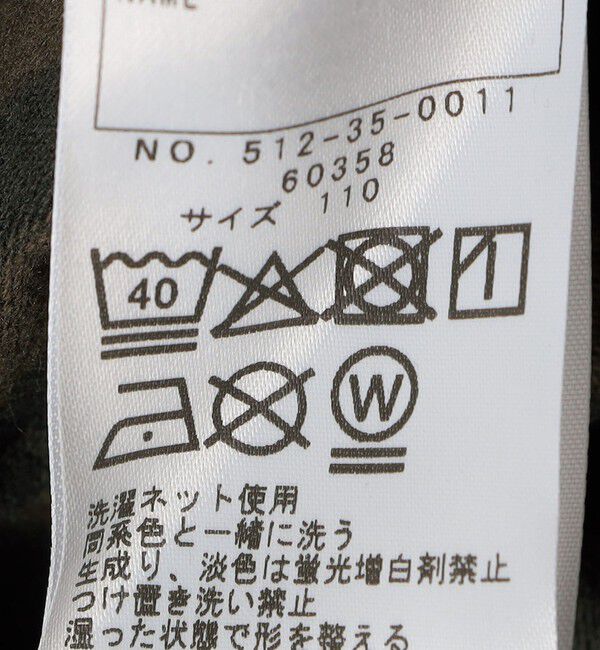 NAME
NO. 512-35-0011
60358
サイズ 110
40
W
洗濯ネット使用
同系色と一緒に洗う
生成り、淡色は蛍光増白剤禁止
つけ置き洗い禁止
湿った状態で形を整える